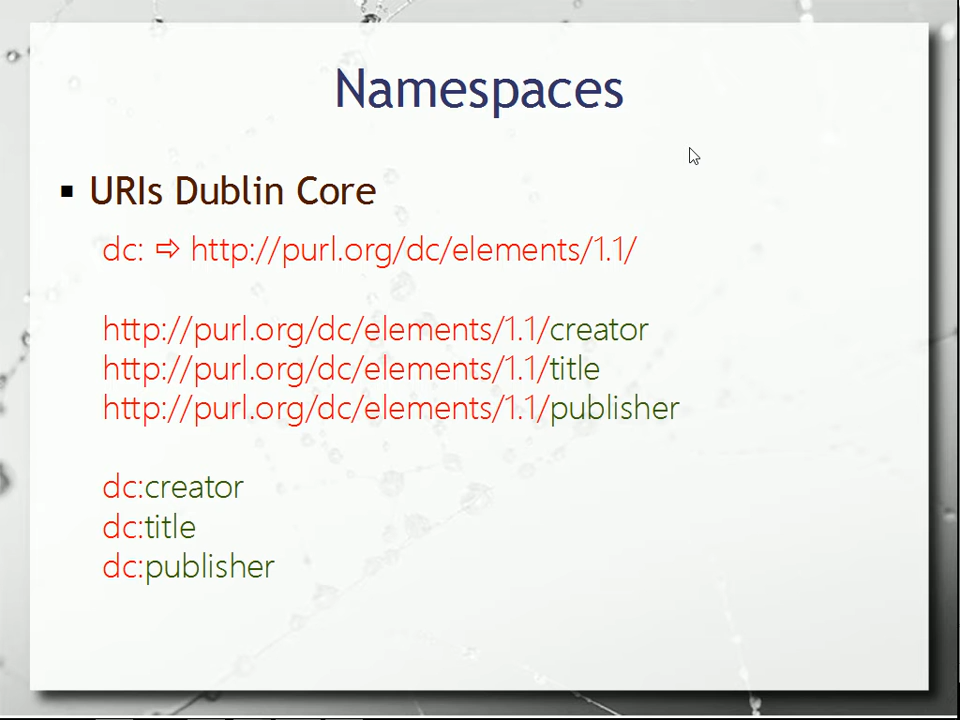 Namespaces
▪ URIs Dublin Core
dc: ⇨ http://purl.org/dc/elements/1.1/
http://purl.org/dc/elements/1.1/creator
http://purl.org/dc/elements/1.1/title
http://purl.org/dc/elements/1.1/publisher
dc:creator
dc:title
dc:publisher